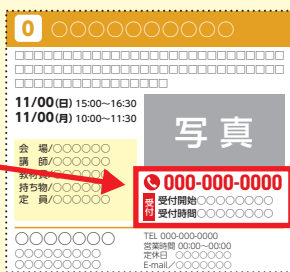 0 ○○○○○○○○○○
□□□□□□□□□□□□□□□□□□□□□□□
□□□□□□□□□□□□□□□□□□□□□□□
□□□□□□□□□□□□□
11/00(日) 15:00〜16:30
11/00(月) 10:00〜11:30
写真
会 場/○○○○○○
講 師/○○○○○○
教材費/○○○○○○
持ち物/○○○○○○
定 員/○○○○○○
000-000-0000
受付
受付開始○○○○○○○○
受付時間○○○○○○○○
○○○○○○○
○○○○○○○○○
○○○○○○○○○
TEL 000-000-0000
営業時間 00:00〜00:00
定休日 ○○○○○○○
E-mail/○○○○○○○